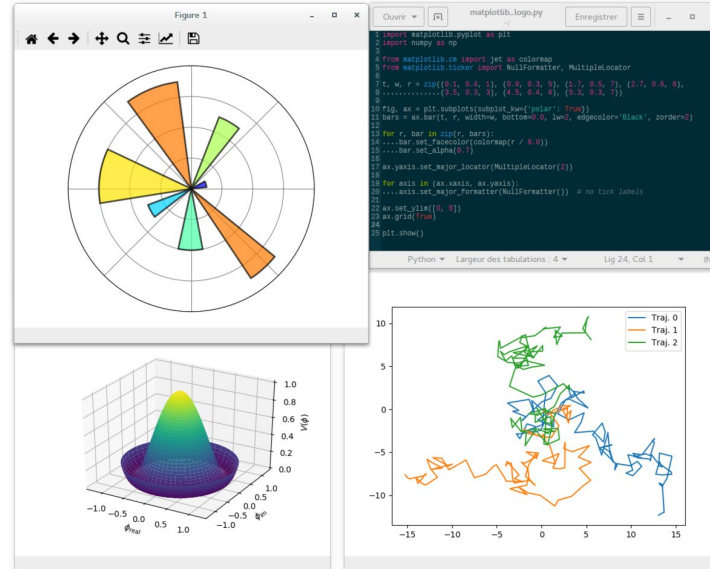 Figure 1
Ouvrir
matplotlib_logo.py
~/
Enregistrer
1 import matplotlib.pyplot as plt
2 import numpy as np
3
4 from matplotlib.cm import jet as colormap
5 from matplotlib.ticker import NullFormatter, MultipleLocator
6
7 t, w, r = zip((0.1, 0.4, 1), (0.9, 0.3, 5), (1.7, 0.5, 7), (2.7, 0.6, 6),
8 ..............(3.5, 0.3, 3), (4.5, 0.4, 4), (5.3, 0.3, 7))
9
10 fig, ax = plt.subplots(subplot_kw={'polar': True})
11 bars = ax.bar(t, r, width=w, bottom=0.0, lw=2, edgecolor='Black', zorder=2)
12
13 for r, bar in zip(r, bars):
14 ....bar.set_facecolor(colormap(r / 9.0))
15 ....bar.set_alpha(0.7)
16
17 ax.yaxis.set_major_locator(MultipleLocator(2))
18
19 for axis in (ax.xaxis, ax.yaxis):
20 ....axis.set_major_formatter(NullFormatter())  # no tick labels
21
22 ax.set_ylim([0, 8])
23 ax.grid(True)
24
25 plt.show()
Python
Largeur des tabulations : 4
Lig 24, Col 1
IN
1.0
0.8
0.6
0.4
0.2
0.0
V(ϕ)
−1.0 −0.5 0.0 0.5 1.0
ϕreal
−1.0 −0.5 0.0 0.5 1.0
ϕim
Traj. 0
Traj. 1
Traj. 2
10
5
0
−5
−10
−15 −10 −5 0 5 10 15